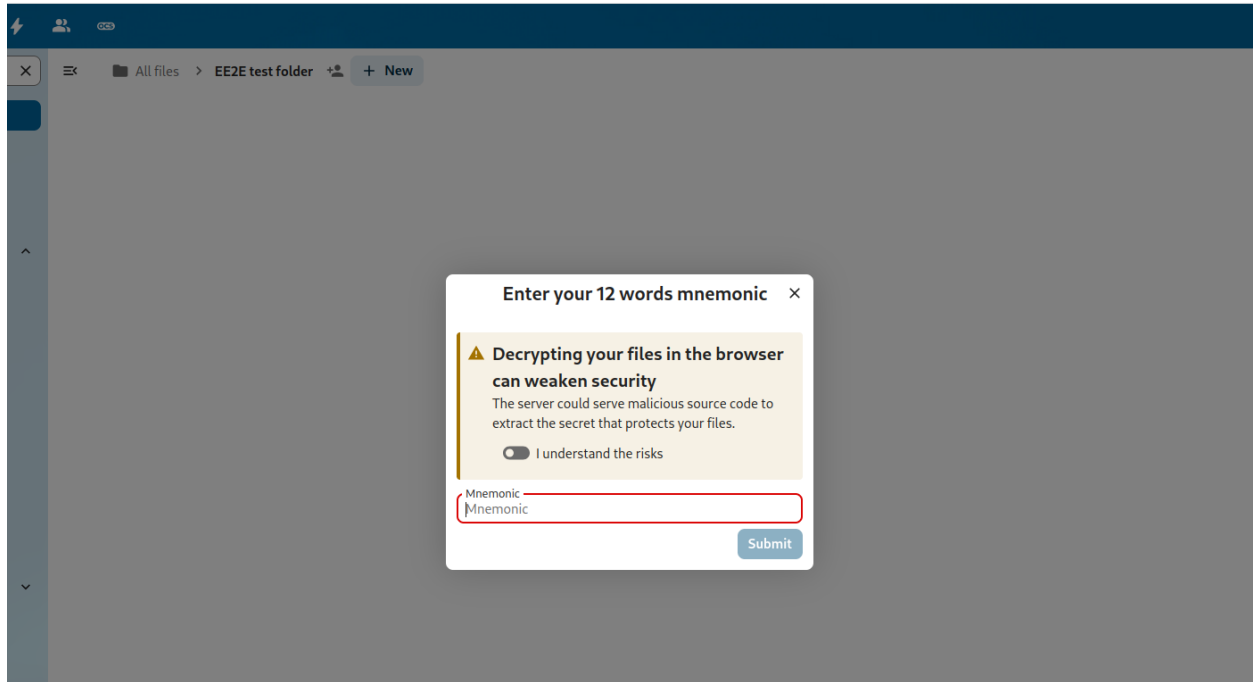 ocs
All files > EE2E test folder + New
Enter your 12 words mnemonic
Decrypting your files in the browser
can weaken security
The server could serve malicious source code to
extract the secret that protects your files.
I understand the risks
Mnemonic
Mnemonic
Submit